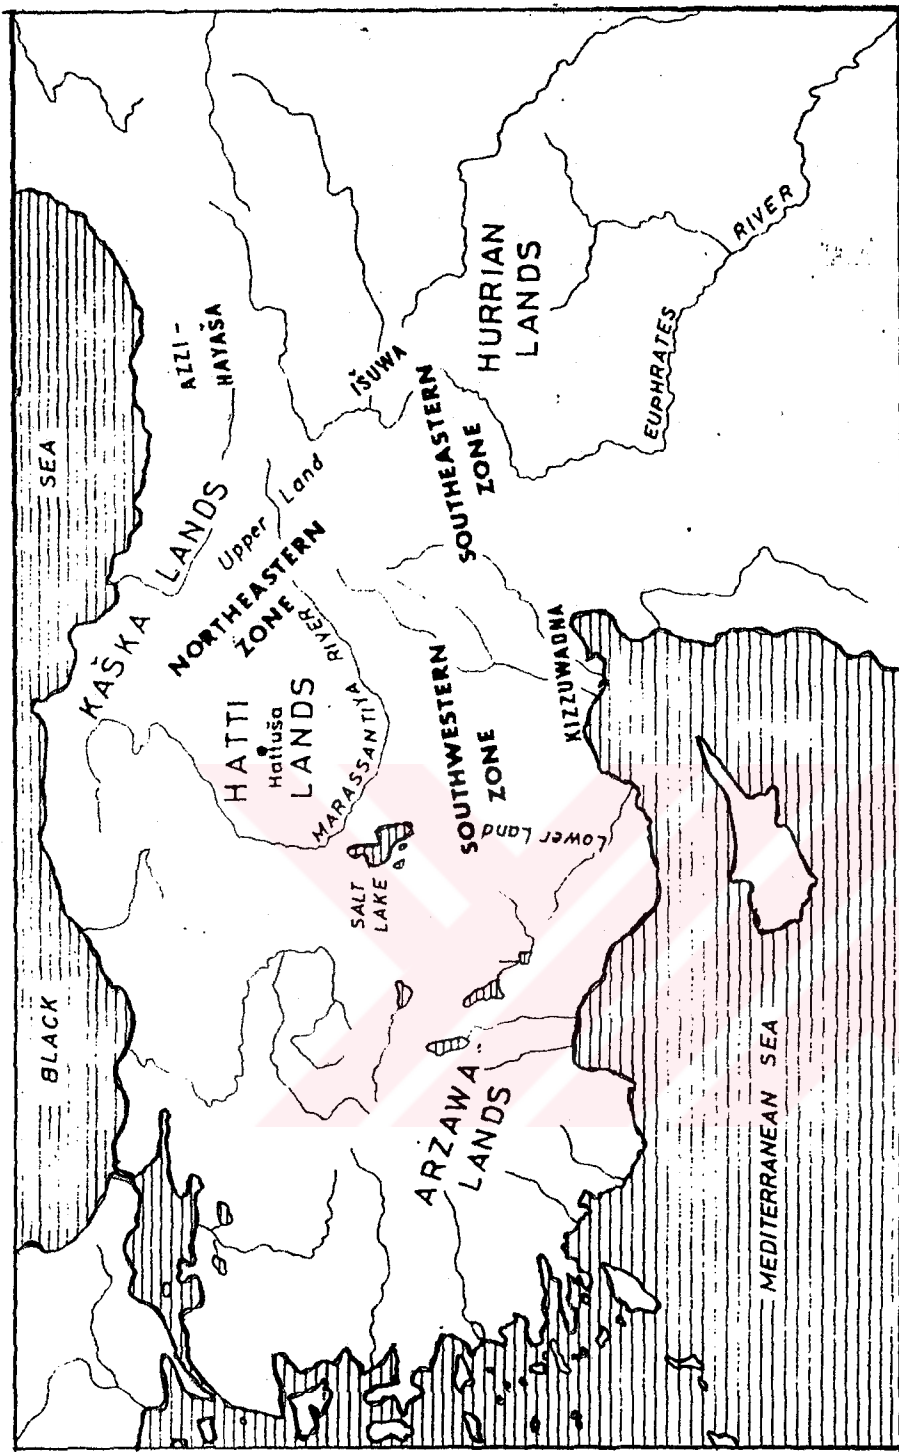 BLACK
SEA
KAŠKA
LANDS
AZZI-
HAYAŠA
Upper Land
NORTHEASTERN
ZONE
HATTI
Hattuša
LANDS
MARASSANTIYA RIVER
IŠUWA
SALT
LAKE
SOUTHWESTERN
ZONE
SOUTHEASTERN
ZONE
HURRIAN
LANDS
Lower Land
KIZZUWADNA
ARZAWA
LANDS
EUPHRATES
RIVER
MEDITERRANEAN SEA